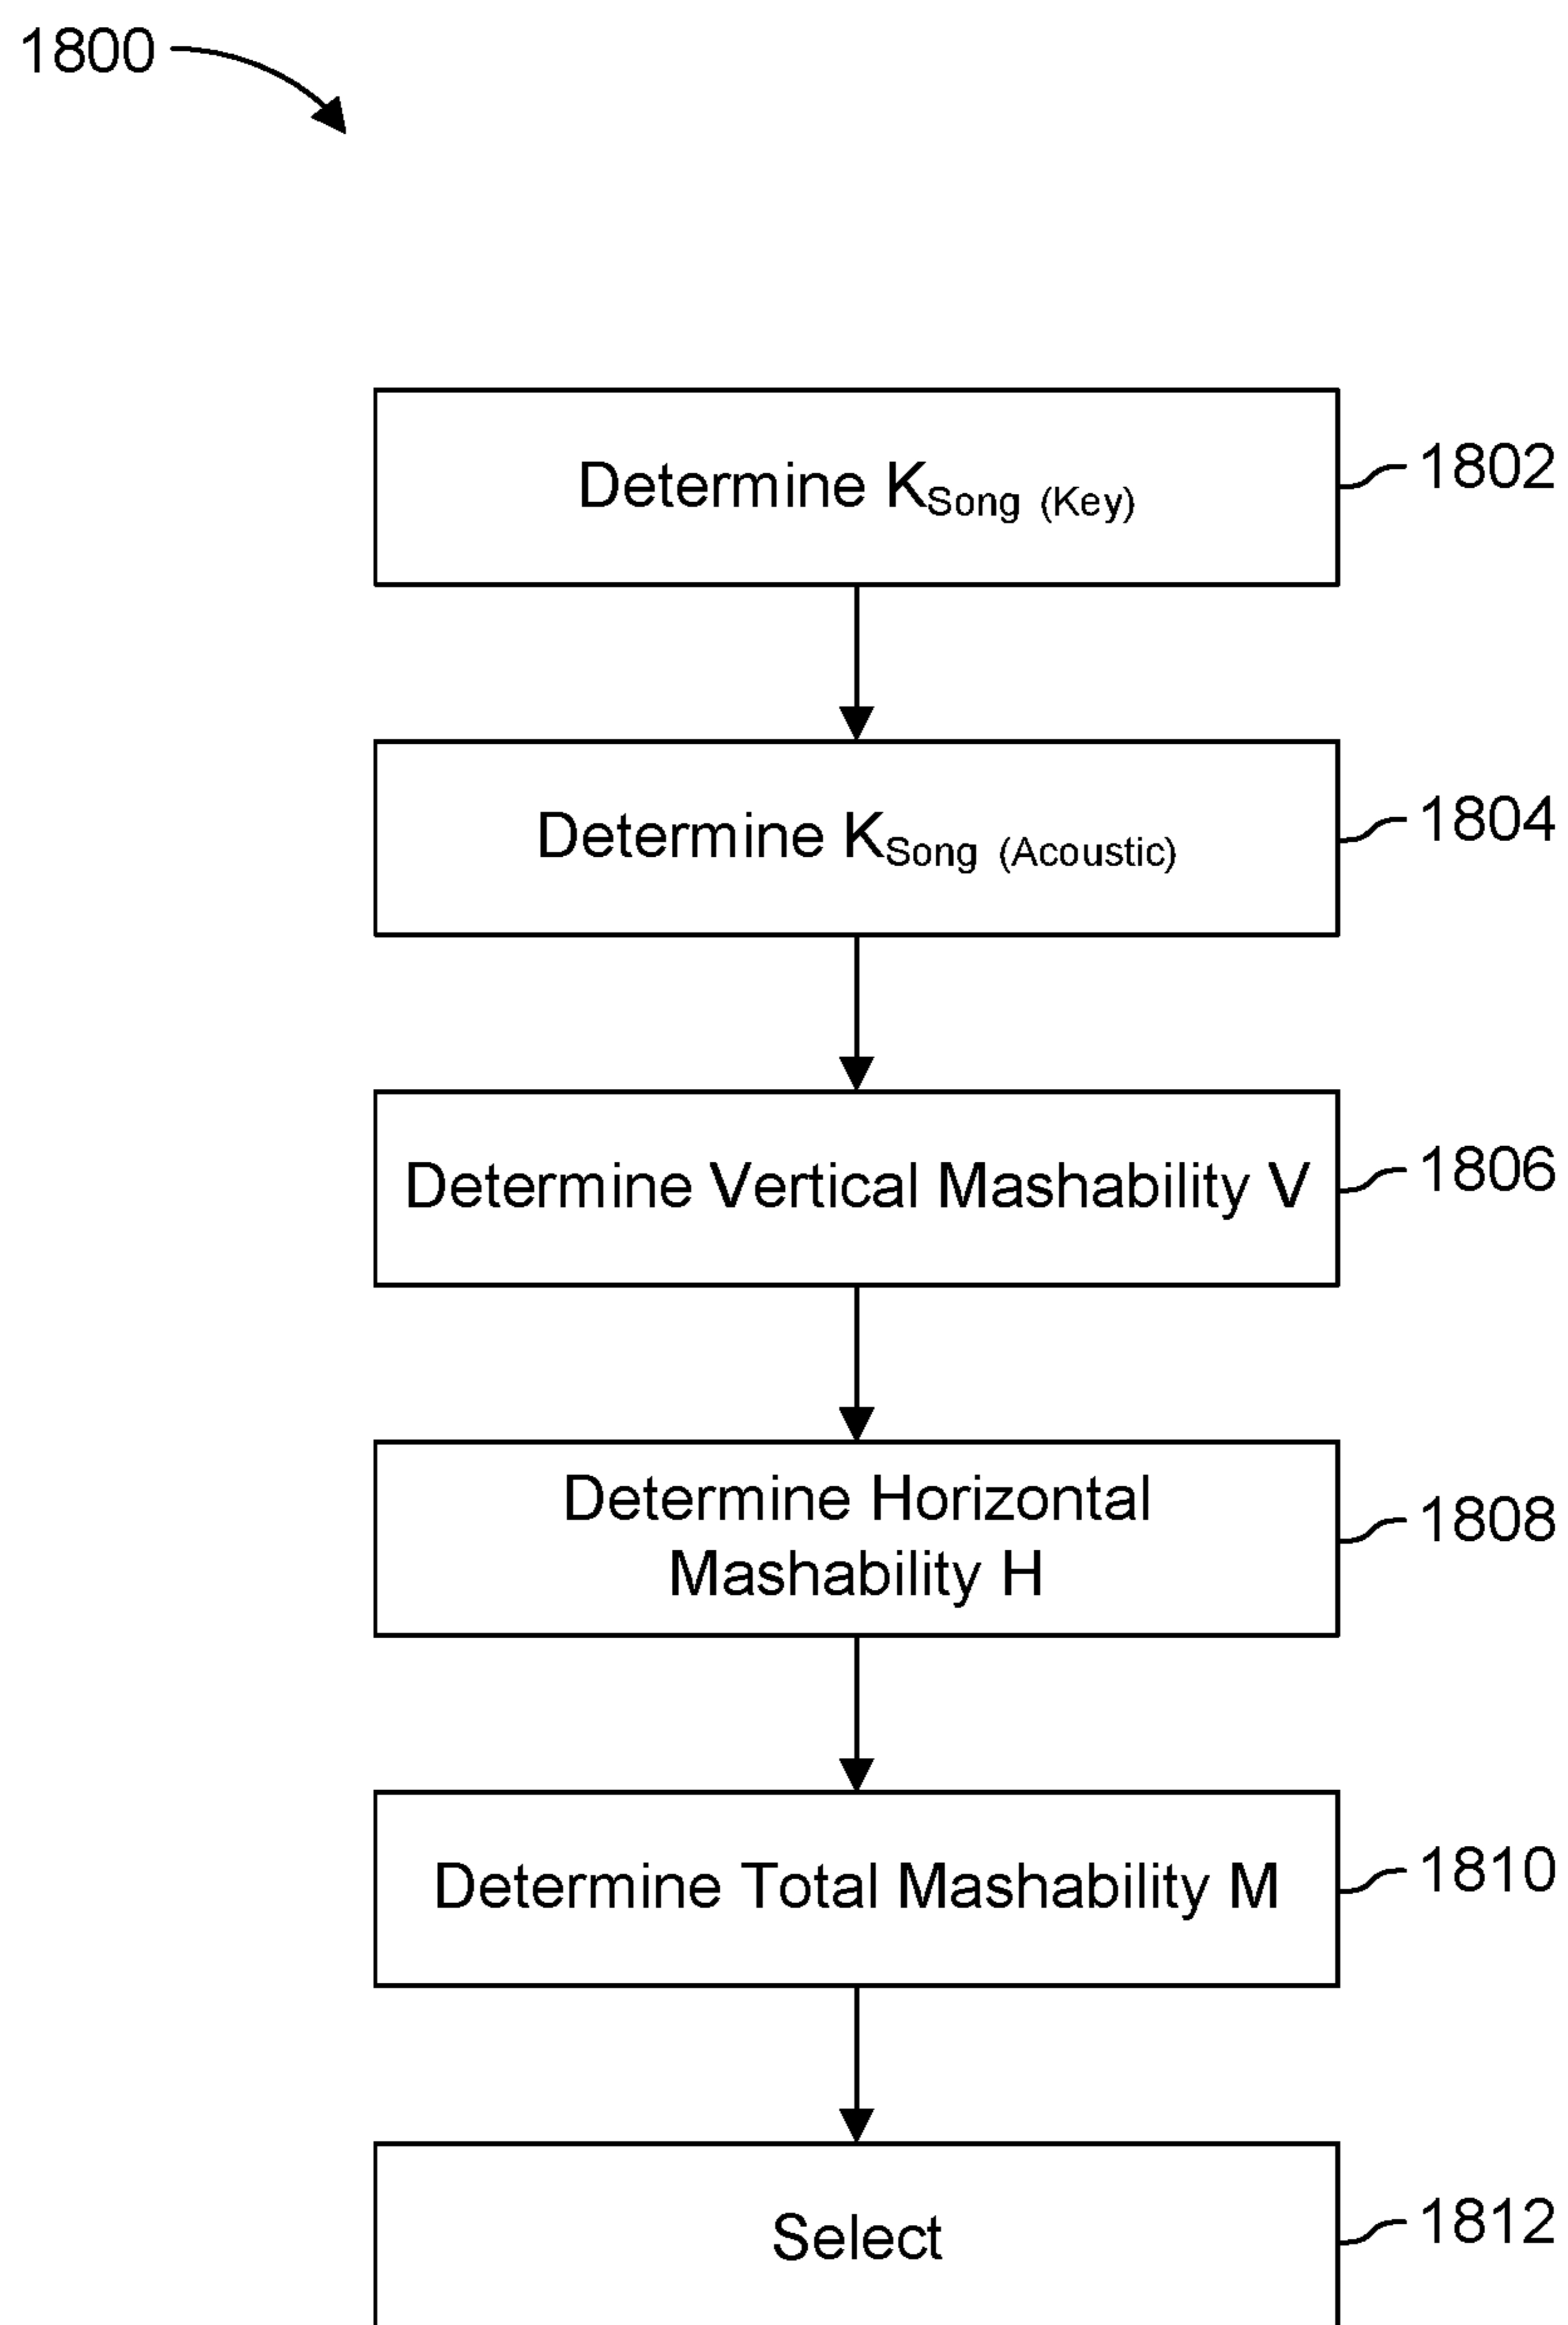 1800
Determine KSong (Key)
1802
Determine KSong (Acoustic)
1804
Determine Vertical Mashability V
1806
Determine Horizontal
Mashability H
1808
Determine Total Mashability M
1810
Select
1812